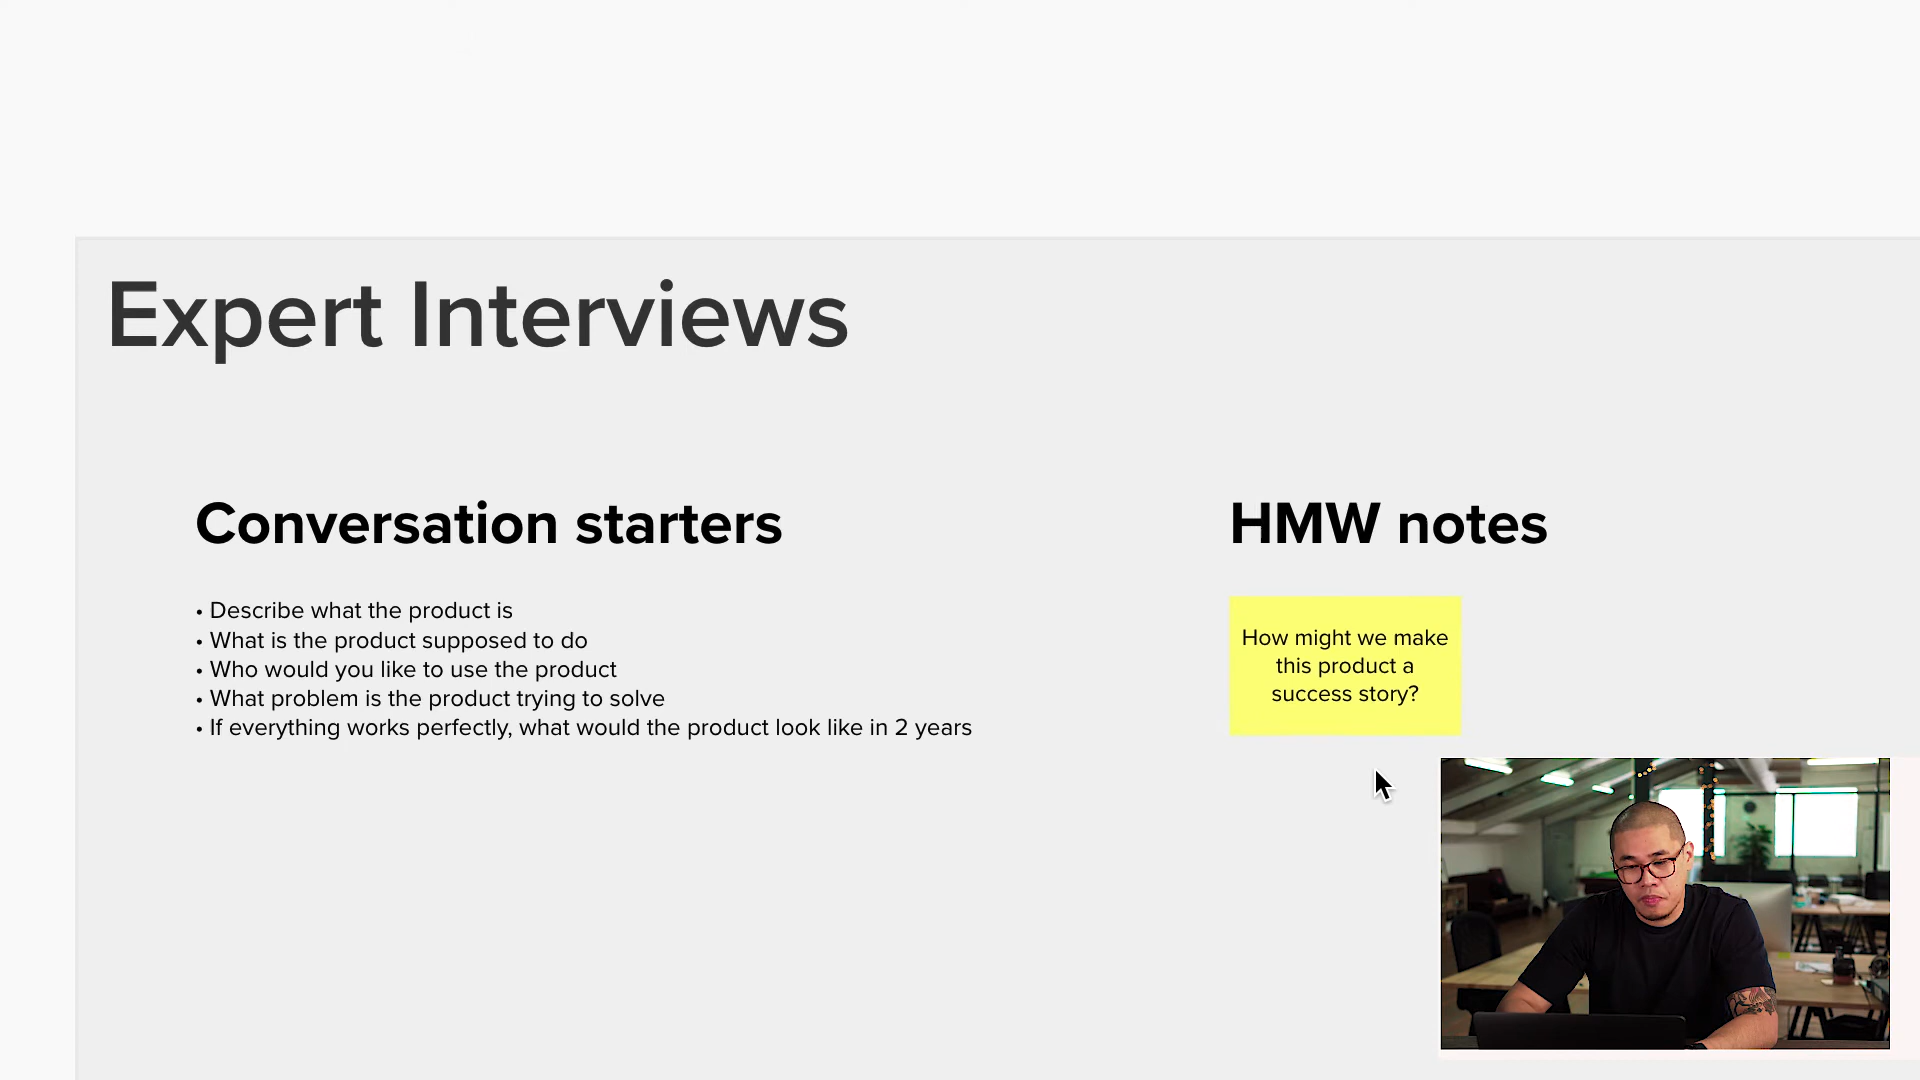 Expert Interviews
Conversation starters
• Describe what the product is
• What is the product supposed to do
• Who would you like to use the product
• What problem is the product trying to solve
• If everything works perfectly, what would the product look like in 2 years
HMW notes
How might we make
this product a
success story?